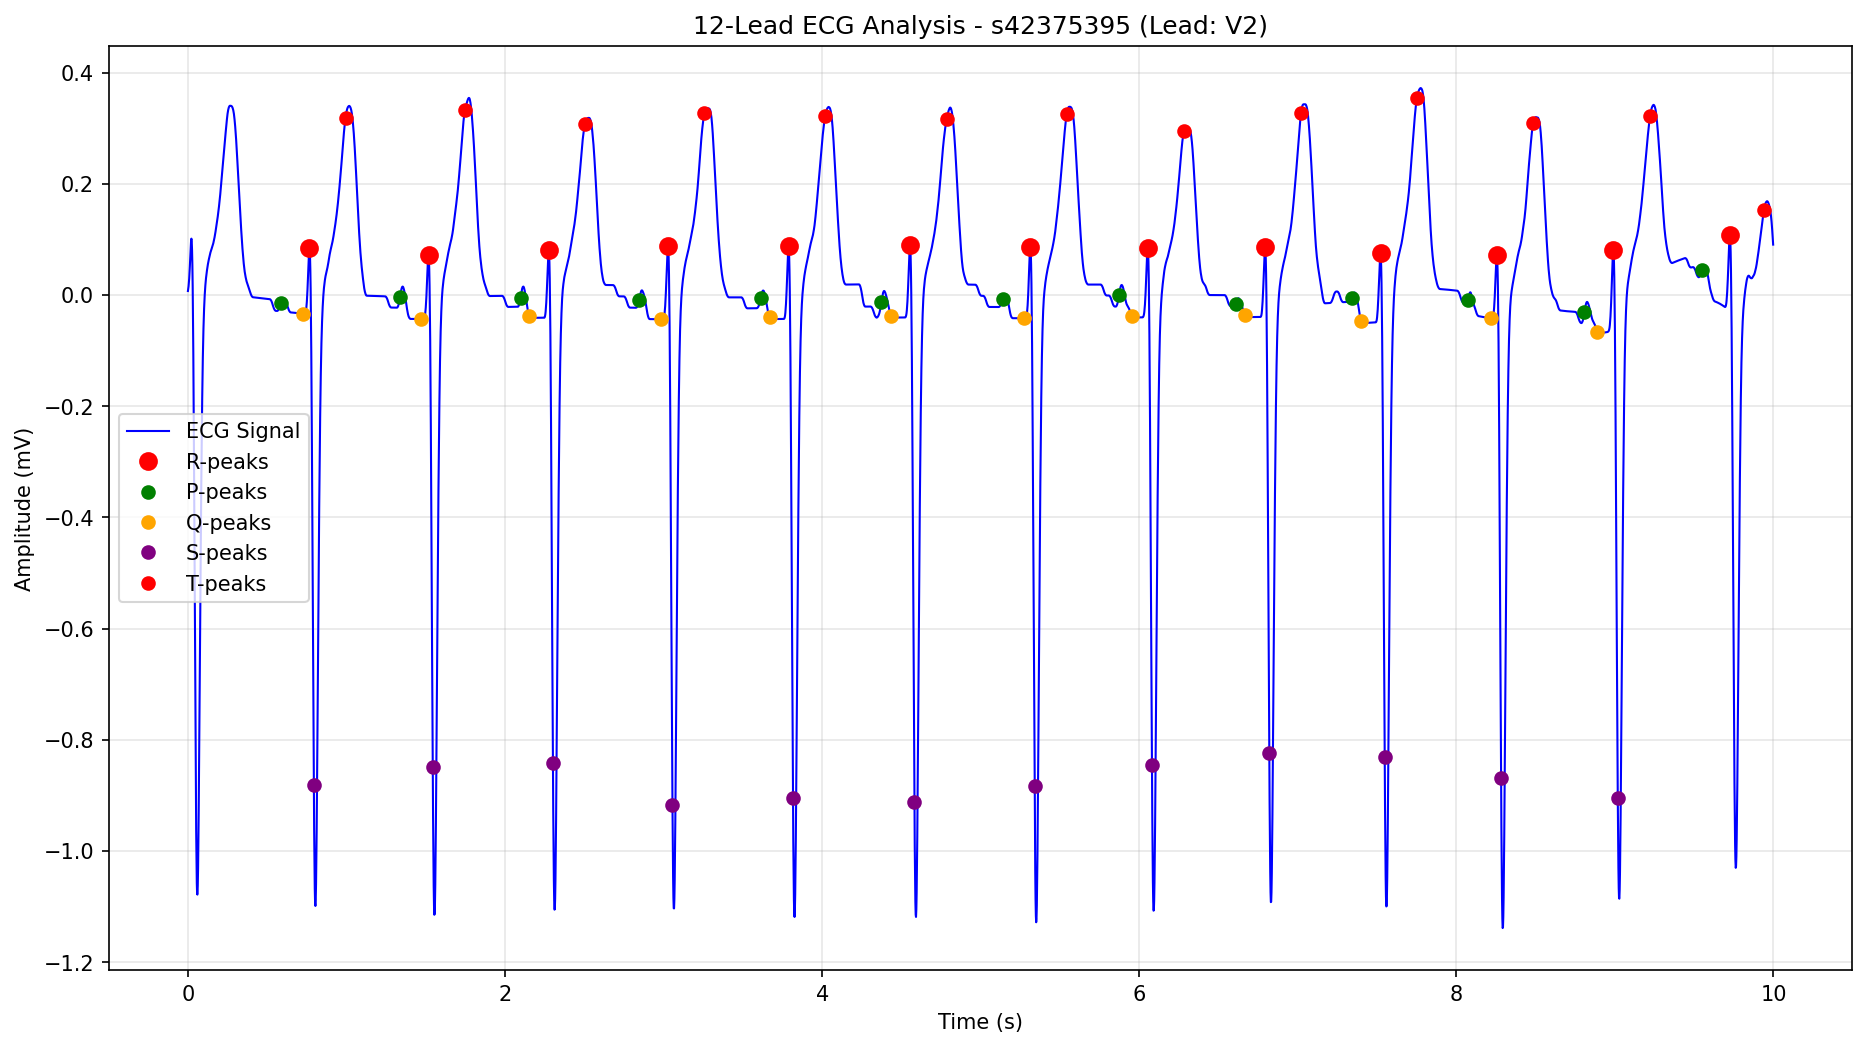 12-Lead ECG Analysis - s42375395 (Lead: V2)
Amplitude (mV)
0.4
0.2
0.0
−0.2
−0.4
−0.6
−0.8
−1.0
−1.2
ECG Signal
R-peaks
P-peaks
Q-peaks
S-peaks
T-peaks
0 2 4 6 8 10
Time (s)